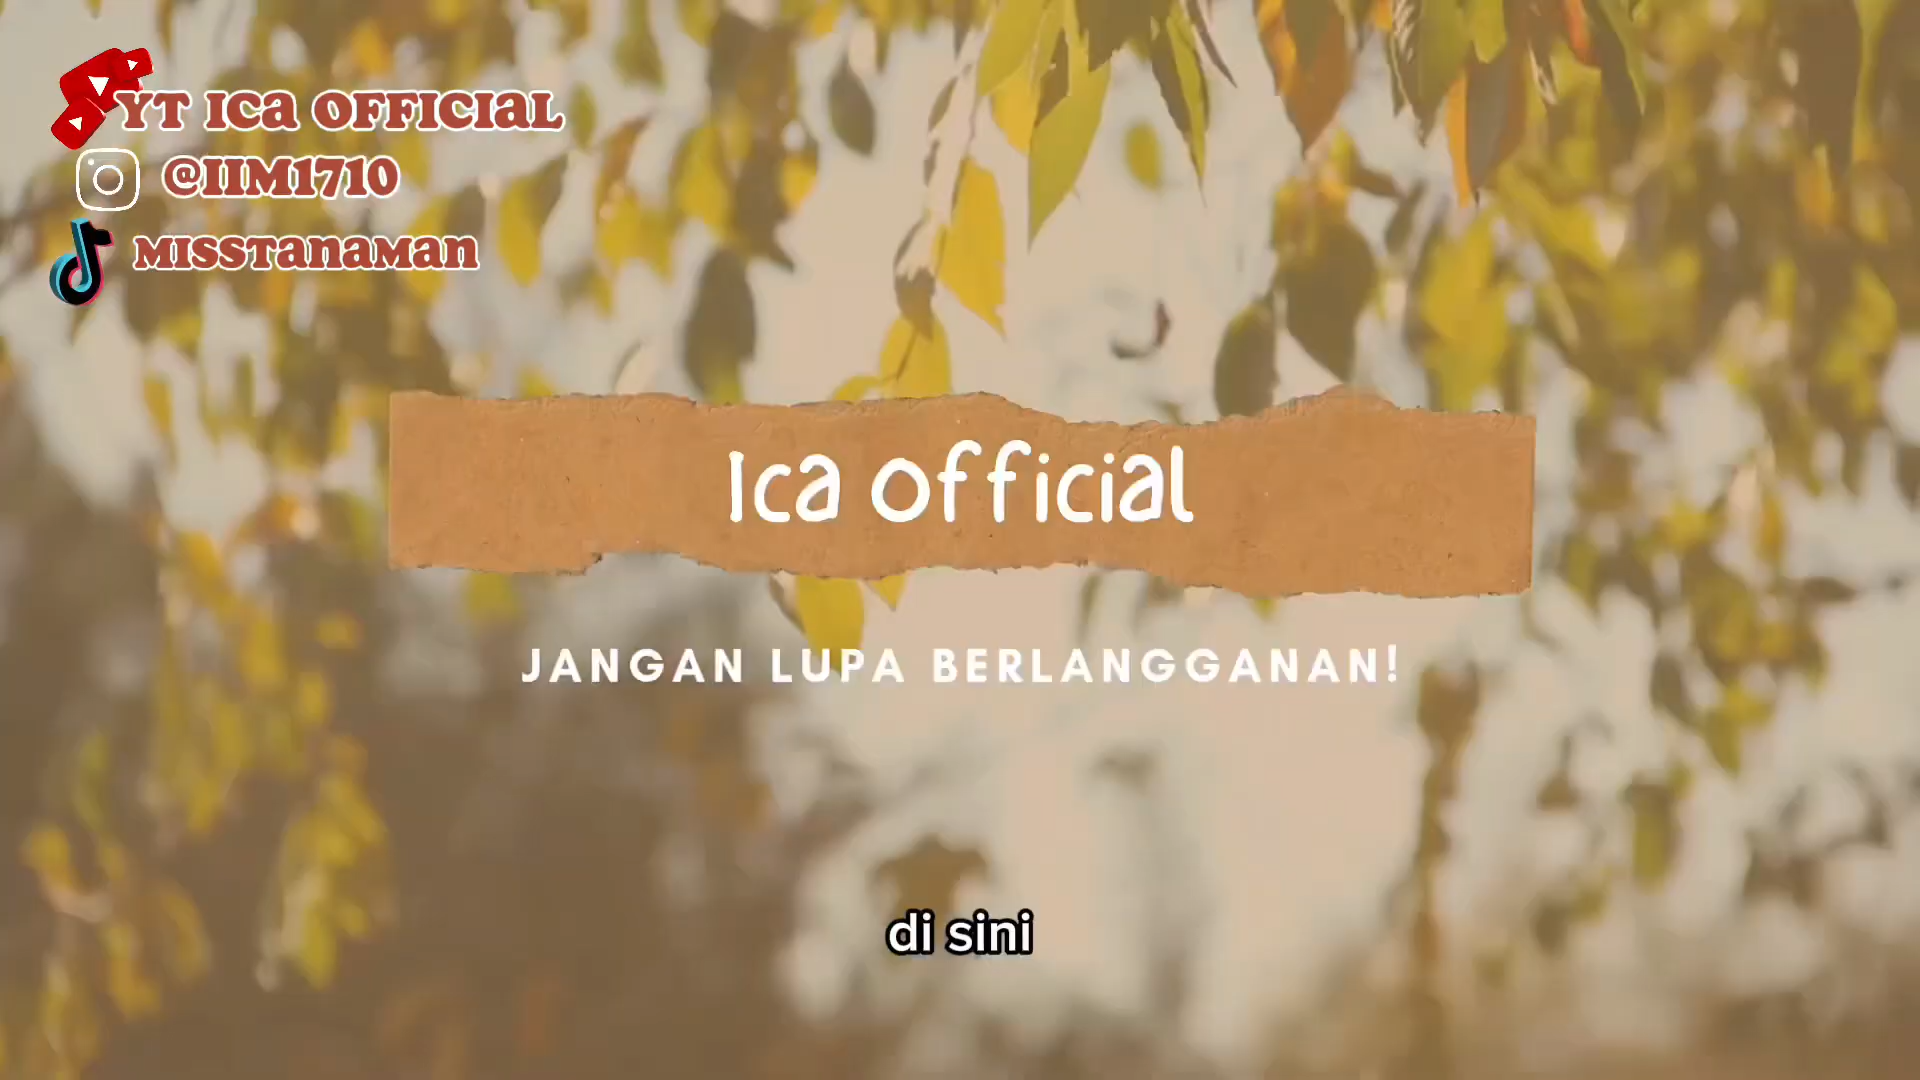 YT ICA OFFICIAL
@IIM1710
MISSTANAMAN
Ica Official
JANGAN LUPA BERLANGGANAN!
di sini